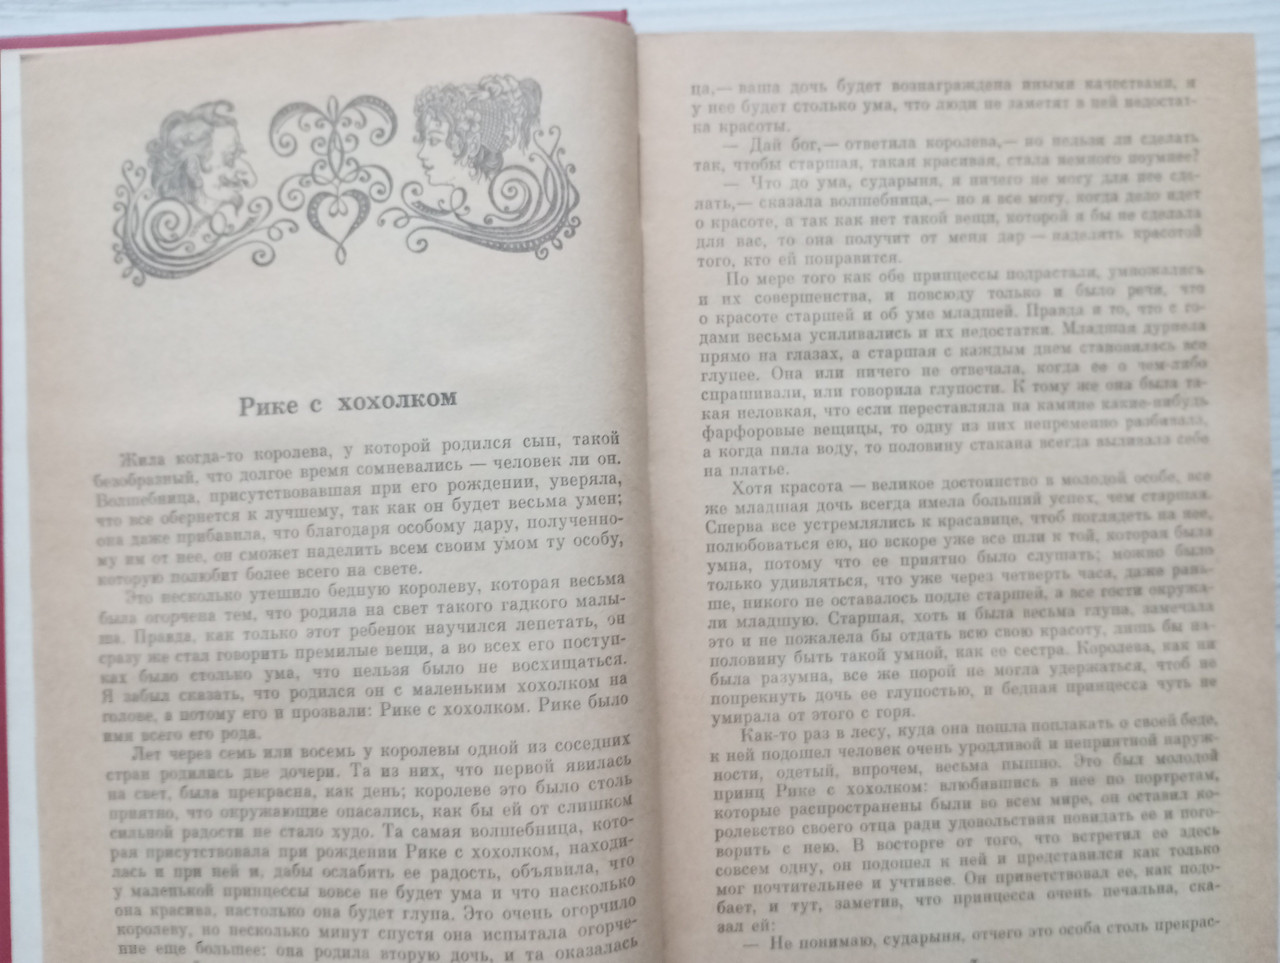 Рике с хохолком
Жила когда-то королева, у которой родился сын, такой
безобразный, что долгое время сомневались — человек ли он.
Волшебница, присутствовавшая при его рождении, уверяла,
что все обернется к лучшему, так как он будет весьма умен;
она даже прибавила, что благодаря особому дару, полученно-
му им от нее, он сможет наделить всем своим умом ту особу,
которую полюбит более всего на свете.
Это несколько утешило бедную королеву, которая весьма
была огорчена тем, что родила на свет такого гадкого малы-
ша. Правда, как только этот ребенок научился лепетать, он
сразу же стал говорить премилые вещи, а во всех его поступ-
ках было столько ума, что нельзя было не восхищаться.
Я забыл сказать, что родился он с маленьким хохолком на
голове, а потому его и прозвали: Рике с хохолком. Рике было
имя всего его рода.
Лет через семь или восемь у королевы одной из соседних
стран родились две дочери. Та из них, что первой явилась
на свет, была прекрасна, как день; королеве это было столь
приятно, что окружающие опасались, как бы ей от слишком
сильной радости не стало худо. Та самая волшебница, кото-
рая присутствовала при рождении Рике с хохолком, находи-
лась и при ней и, дабы ослабить ее радость, объявила, что
у маленькой принцессы вовсе не будет ума и что насколько
она красива, настолько она будет глупа. Это очень огорчило
королеву, но несколько минут спустя она испытала огорче-
ние еще большее: она родила вторую дочь, и та оказалась
ца,— ваша дочь будет вознаграждена иными качествами, и
у нее будет столько ума, что люди не заметят в ней недостат-
ка красоты.
— Дай бог,— ответила королева,— но нельзя ли сделать
так, чтобы старшая, такая красивая, стала немного поумнее?
— Что до ума, сударыня, я ничего не могу для нее сде-
лать,— сказала волшебница,— но я все могу, когда дело идет
о красоте, а так как нет такой вещи, которой я бы не сделала
для вас, то она получит от меня дар — наделять красотой
того, кто ей понравится.
По мере того как обе принцессы подрастали, умножались
и их совершенства, и повсюду только и было речи, что
о красоте старшей и об уме младшей. Правда и то, что с го-
дами весьма усиливались и их недостатки. Младшая дурнела
прямо на глазах, а старшая с каждым днем становилась все
глупее. Она или ничего не отвечала, когда ее о чем-либо
спрашивали, или говорила глупости. К тому же она была та-
кая неловкая, что если переставляла на камине какие-нибудь
фарфоровые вещицы, то одну из них непременно разбивала,
а когда пила воду, то половину стакана всегда выливала себе
на платье.
Хотя красота — великое достоинство в молодой особе, все
же младшая дочь всегда имела больший успех, чем старшая.
Сперва все устремлялись к красавице, чтоб поглядеть на нее,
полюбоваться ею, но вскоре уже все шли к той, которая была
умна, потому что ее приятно было слушать; можно было
только удивляться, что уже через четверть часа, даже рань-
ше, никого не оставалось подле старшей, а все гости окружа-
ли младшую. Старшая, хоть и была весьма глупа, замечала
это и не пожалела бы отдать всю свою красоту, лишь бы на-
половину быть такой умной, как ее сестра. Королева, как ни
была разумна, все же порой не могла удержаться, чтоб не
попрекнуть дочь ее глупостью, и бедная принцесса чуть не
умирала от этого с горя.
Как-то раз в лесу, куда она пошла поплакать о своей беде,
к ней подошел человек очень уродливой и неприятной наруж-
ности, одетый, впрочем, весьма пышно. Это был молодой
принц Рике с хохолком: влюбившись в нее по портретам,
которые распространены были во всем мире, он оставил ко-
ролевство своего отца ради удовольствия повидать ее и пого-
ворить с нею. В восторге от того, что встретил ее здесь
совсем одну, он подошел к ней и представился как только
мог почтительнее и учтивее. Он приветствовал ее, как подо-
бает, и тут, заметив, что принцесса очень печальна, ска-
зал ей:
— Не понимаю, сударыня, отчего это особа столь прекрас-